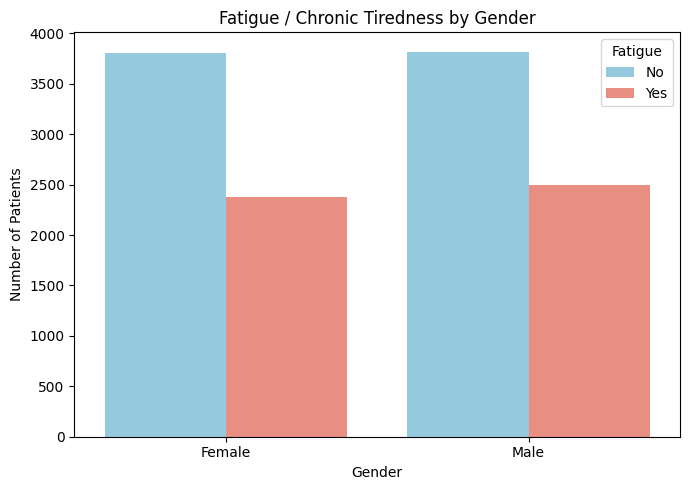 Fatigue / Chronic Tiredness by Gender
Fatigue
No
Yes
Number of Patients
4000
3500
3000
2500
2000
1500
1000
500
0
Female
Male
Gender